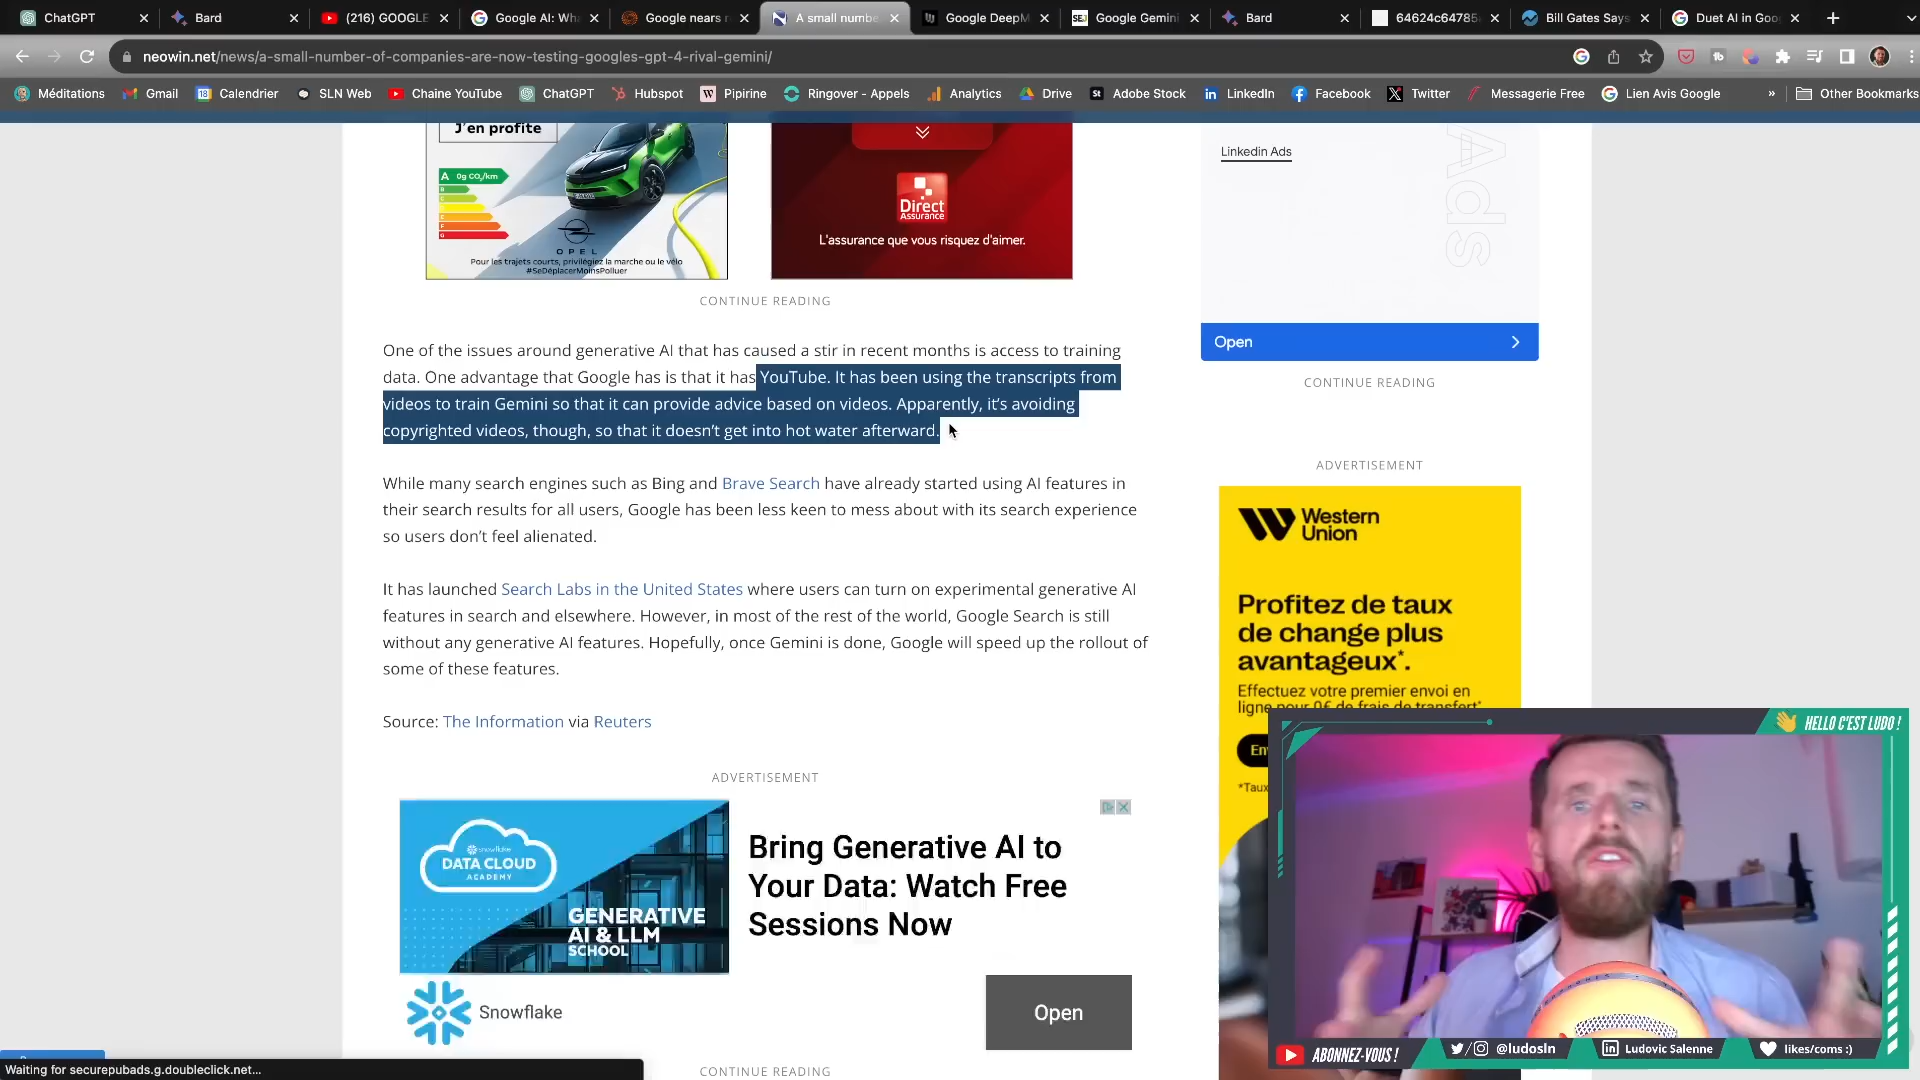 ChatGPT
Bard
(216) GOOGLE
Google AI: Wha
Google nears r
A small numbe
Google DeepM
Google Gemini
Bard
64624c64785
Bill Gates Says
Duet AI in Goo
neowin.net/news/a-small-number-of-companies-are-now-testing-googles-gpt-4-rival-gemini/
Méditations
Gmail
Calendrier
SLN Web
Chaine YouTube
ChatGPT
Hubspot
Pipirine
Ringover - Appels
Analytics
Drive
Adobe Stock
LinkedIn
Facebook
Twitter
Messagerie Free
Lien Avis Google
»
Other Bookmarks
J'en profite
A 0g CO₂/km
OPEL
Pour les trajets courts, privilégiez la marche ou le vélo
#SeDéplacerMoinsPolluer
Direct
Assurance
L'assurance que vous risquez d'aimer.
Linkedin Ads
Ads
Open
CONTINUE READING
CONTINUE READING
One of the issues around generative AI that has caused a stir in recent months is access to training
data. One advantage that Google has is that it has YouTube. It has been using the transcripts from
videos to train Gemini so that it can provide advice based on videos. Apparently, it's avoiding
copyrighted videos, though, so that it doesn't get into hot water afterward.
While many search engines such as Bing and Brave Search have already started using AI features in
their search results for all users, Google has been less keen to mess about with its search experience
so users don't feel alienated.
It has launched Search Labs in the United States where users can turn on experimental generative AI
features in search and elsewhere. However, in most of the rest of the world, Google Search is still
without any generative AI features. Hopefully, once Gemini is done, Google will speed up the rollout of
some of these features.
Source: The Information via Reuters
ADVERTISEMENT
Western
Union
Profitez de taux
de change plus
avantageux*.
Effectuez votre premier envoi en
ligne pour 0€ de frais de transfert*
En
*Taux
ADVERTISEMENT
snowflake
DATA CLOUD
ACADEMY
GENERATIVE
AI & LLM
SCHOOL
Bring Generative AI to
Your Data: Watch Free
Sessions Now
Snowflake
Open
CONTINUE READING
HELLO C'EST LUDO !
ABONNEZ-VOUS !
@ludosln
Ludovic Salenne
likes/coms :)
Waiting for securepubads.g.doubleclick.net...